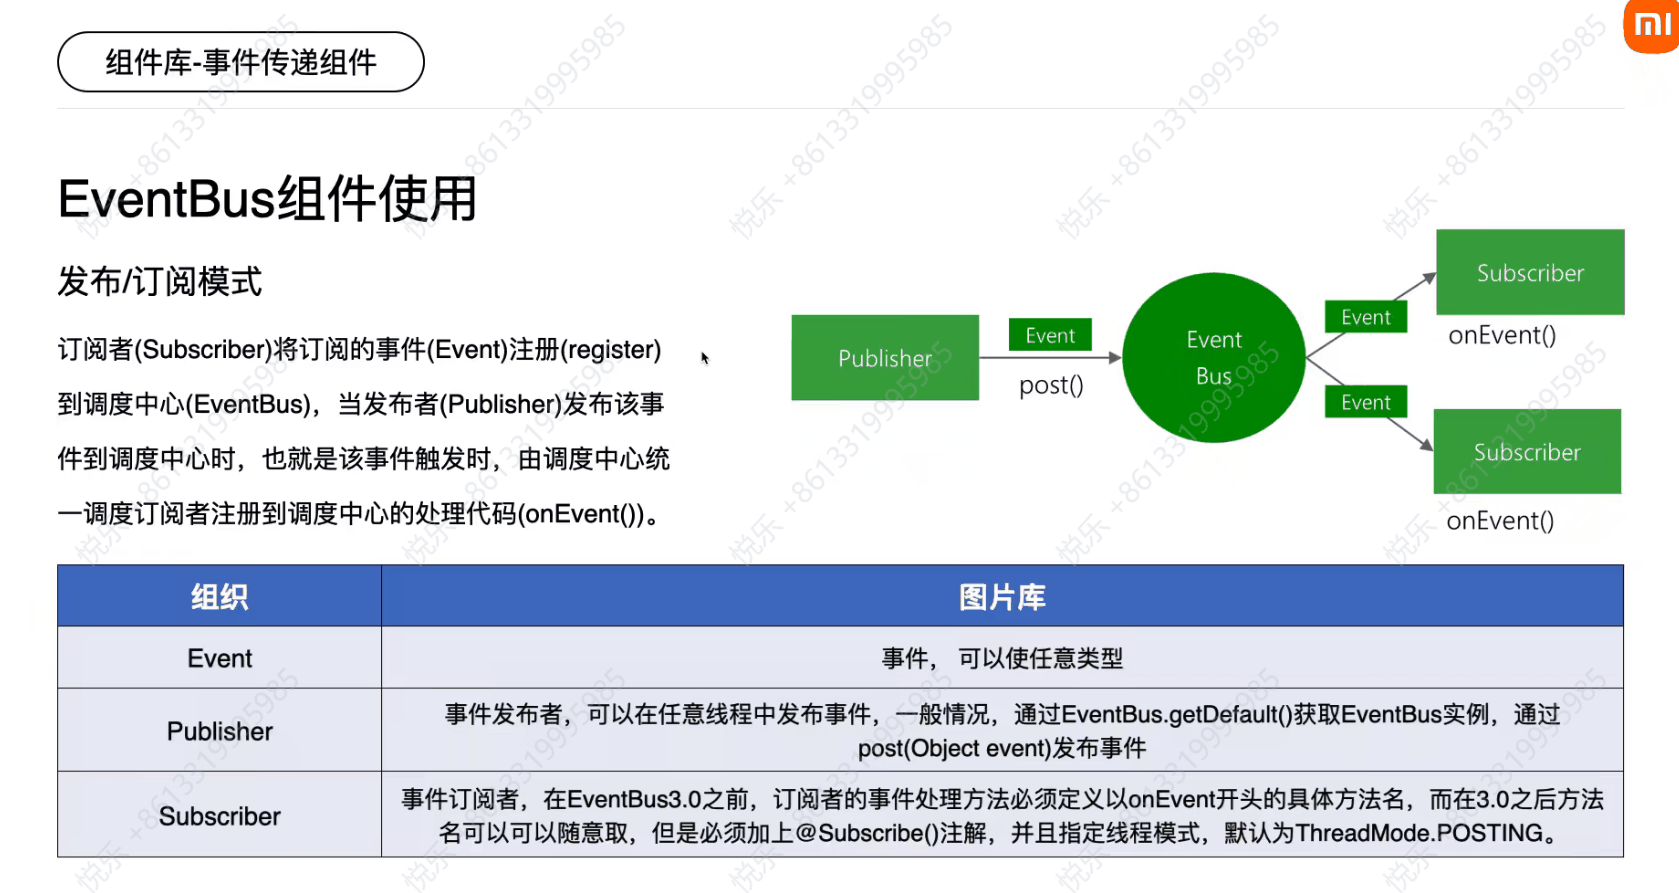 组件库-事件传递组件
EventBus组件使用
发布/订阅模式
订阅者(Subscriber)将订阅的事件(Event)注册(register)
到调度中心(EventBus)，当发布者(Publisher)发布该事
件到调度中心时，也就是该事件触发时，由调度中心统
一调度订阅者注册到调度中心的处理代码(onEvent())。
Publisher
Event
post()
Event
Bus
Event
Subscriber
onEvent()
Event
Subscriber
onEvent()
组织
图片库
Event
事件， 可以使任意类型
Publisher
事件发布者，可以在任意线程中发布事件，一般情况，通过EventBus.getDefault()获取EventBus实例，通过
post(Object event)发布事件
Subscriber
事件订阅者，在EventBus3.0之前，订阅者的事件处理方法必须定义以onEvent开头的具体方法名，而在3.0之后方法
名可以可以随意取，但是必须加上@Subscribe()注解，并且指定线程模式，默认为ThreadMode.POSTING。
悦乐 +8613319995985